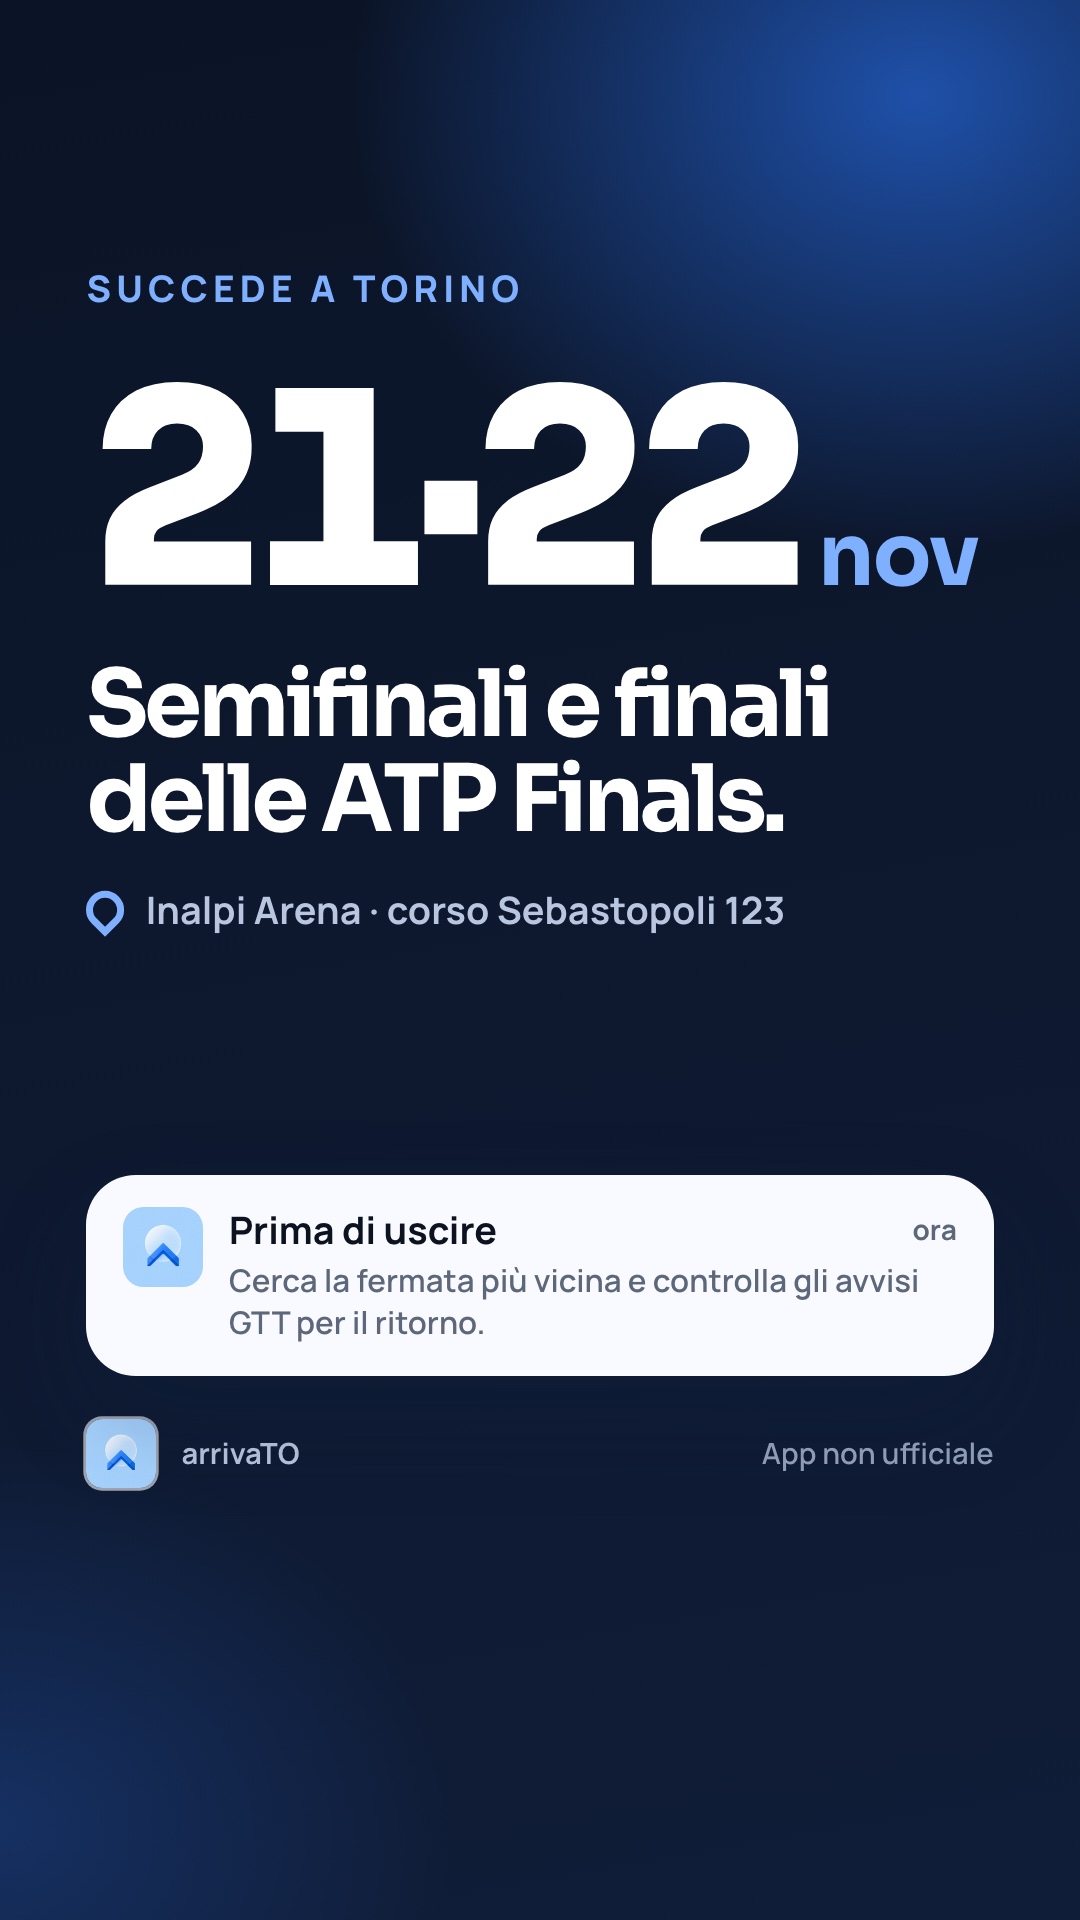 SUCCEDE A TORINO
21·22 nov
Semifinali e finali
delle ATP Finals.
Inalpi Arena · corso Sebastopoli 123
Prima di uscire ora
Cerca la fermata più vicina e controlla gli avvisi
GTT per il ritorno.
arrivaTO App non ufficiale